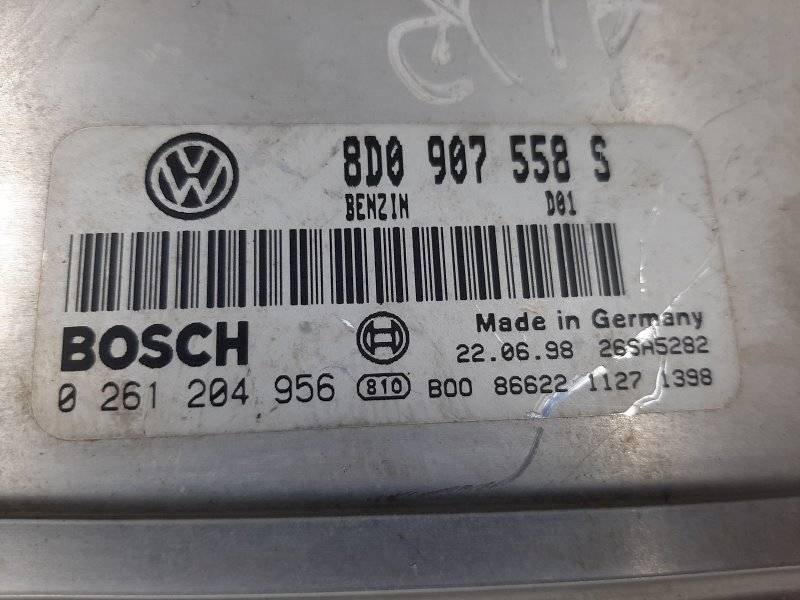 8D0 907 558 S
BENZIN D01
BOSCH
Made in Germany
22.06.98 26SA5282
0 261 204 956 810 B00 86622 1127 1398